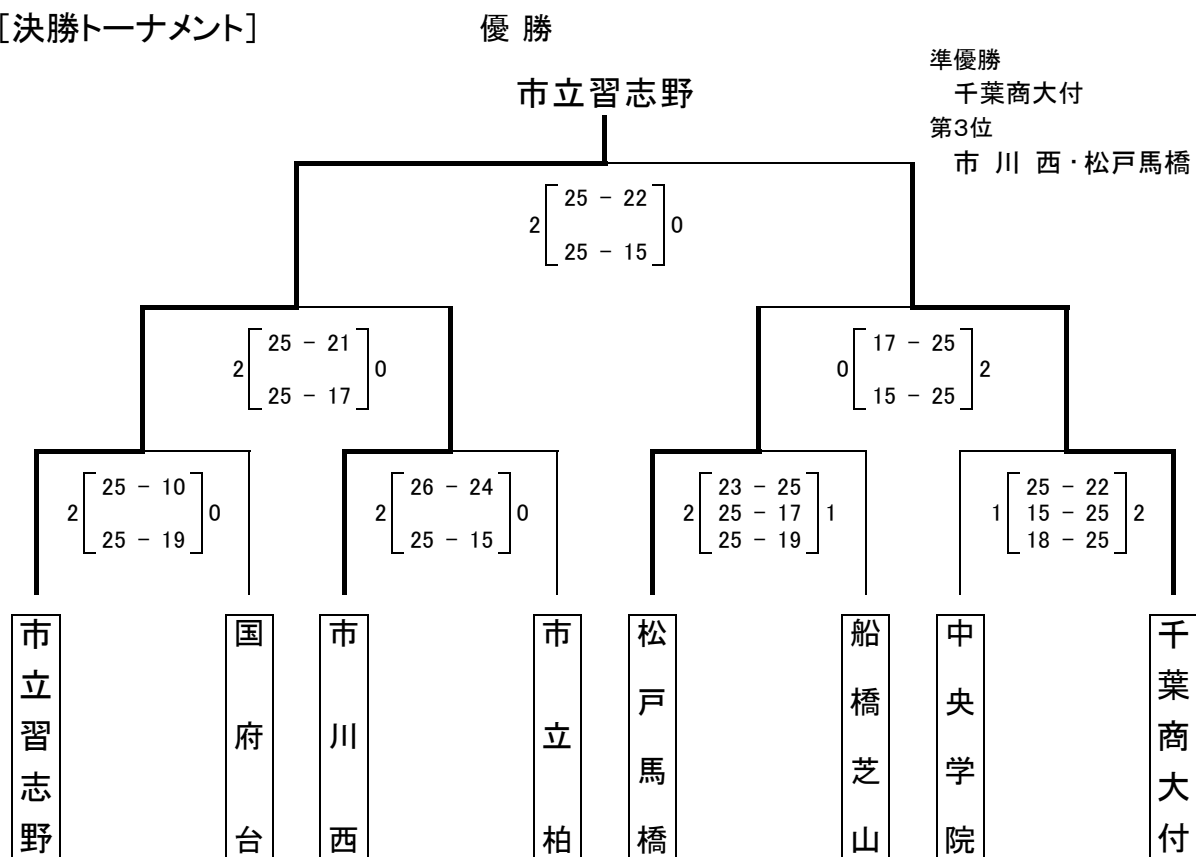 [決勝トーナメント]
優 勝
準優勝
千葉商大付
第3位
市 川 西・松戸馬橋
市立習志野
25 - 22
2 0
25 - 15
25 - 21
2 0
25 - 17
17 - 25
0 2
15 - 25
25 - 10
2 0
25 - 19
26 - 24
2 0
25 - 15
23 - 25
2 25 - 17 1
25 - 19
25 - 22
1 15 - 25 2
18 - 25
市立習志野
国府台
市川西
市立柏
松戸馬橋
船橋芝山
中央学院
千葉商大付